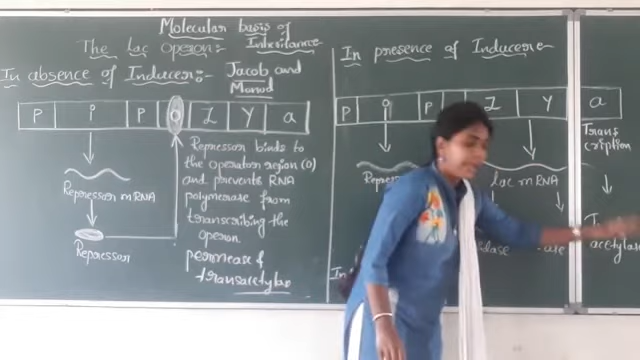 Molecular basis of
Inheritance
The Lac Operon:-
In absence of Inducer:-
Jacob and
Monod
P i P O Z Y a
Repressor mRNA
Repressor
Repressor binds to
the operator region (O)
and prevents RNA
polymerase from
transcribing the
operon
permease &
transacetylase
In presence of Inducer-
P i P Z Y a
Trans
cription
lac mRNA
acetylase
In